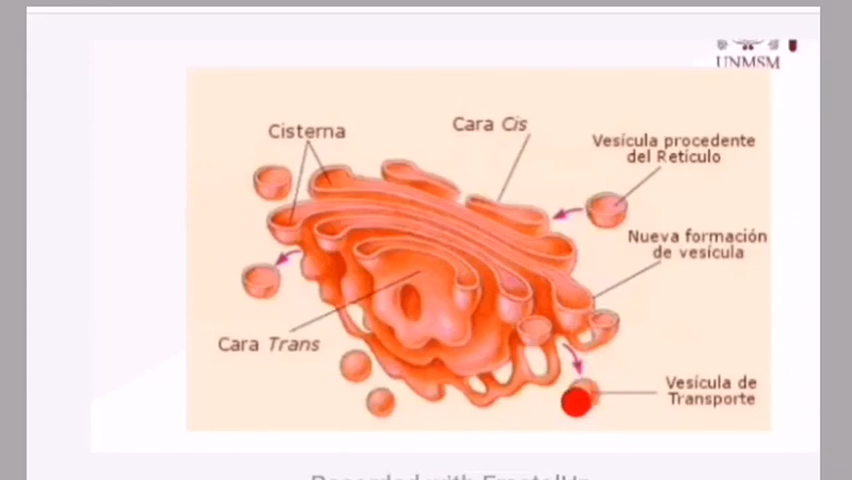 UNMSM
Cisterna
Cara Cis
Vesícula procedente
del Retículo
Nueva formación
de vesícula
Cara Trans
Vesícula de
Transporte